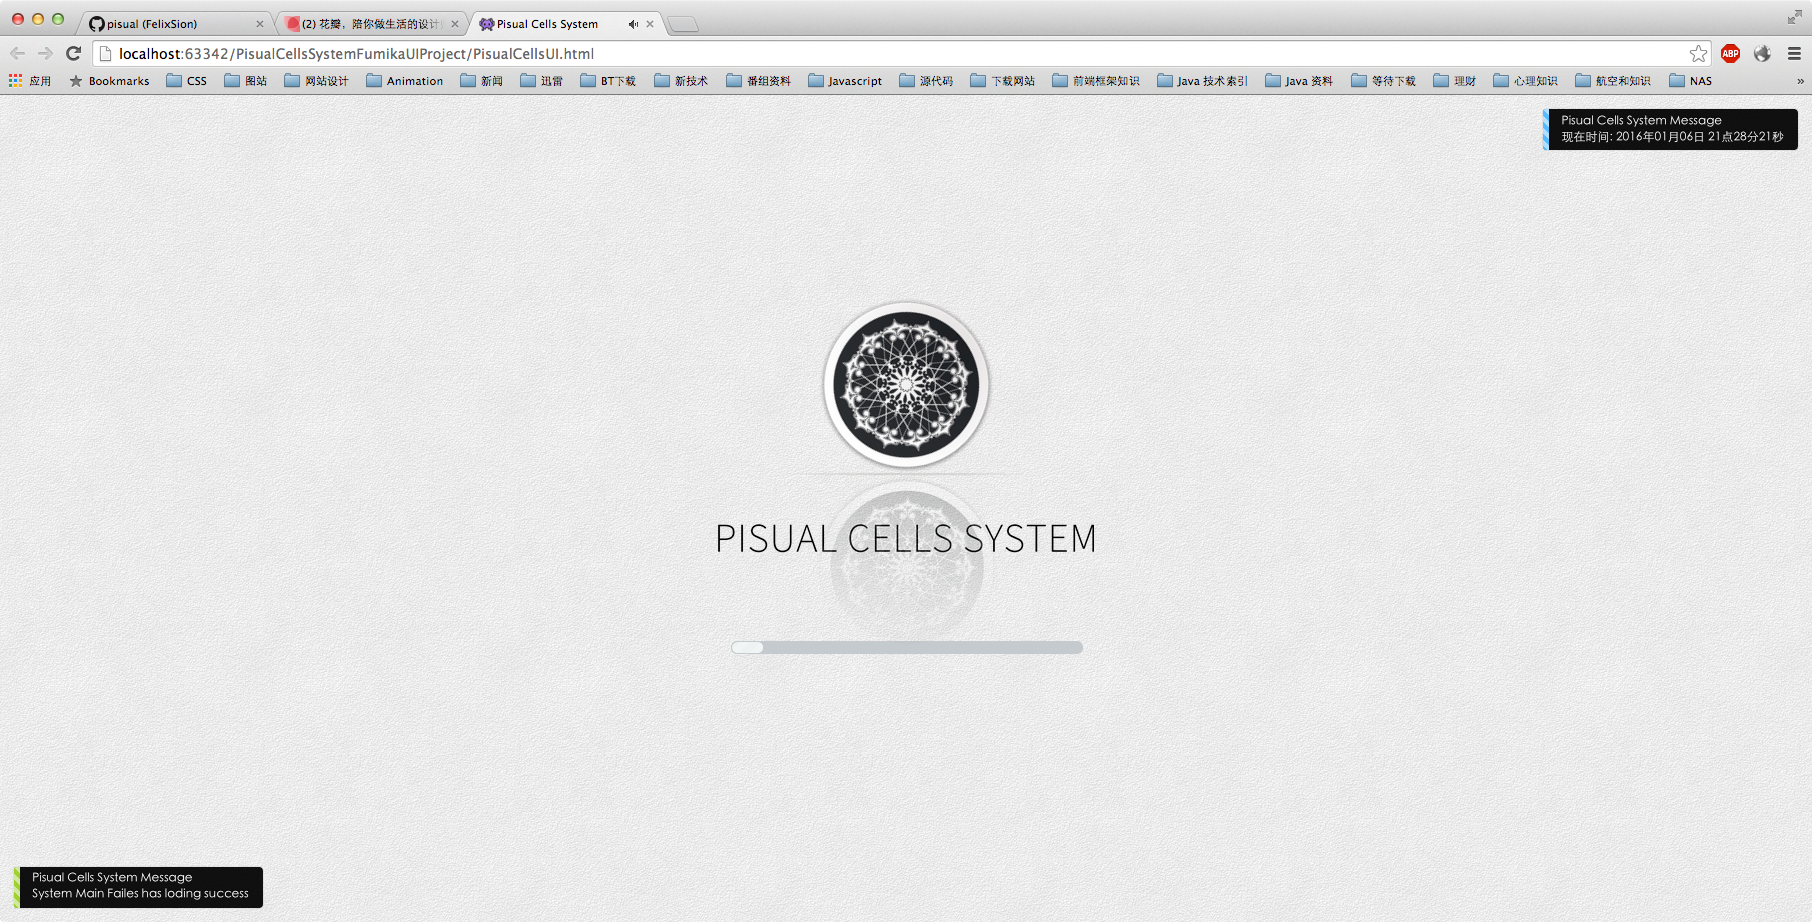 pisual (FelixSion)
(2) 花瓣，陪你做生活的设计
Pisual Cells System
localhost:63342/PisualCellsSystemFumikaUIProject/PisualCellsUI.html
ABP
应用 Bookmarks CSS 图站 网站设计 Animation 新闻 迅雷 BT下载 新技术 番组资料 Javascript 源代码 下载网站 前端框架知识 Java 技术索引 Java 资料 等待下载 理财 心理知识 航空和知识 NAS »
Pisual Cells System Message
现在时间: 2016年01月06日 21点28分21秒
PISUAL CELLS SYSTEM
Pisual Cells System Message
System Main Failes has loding success